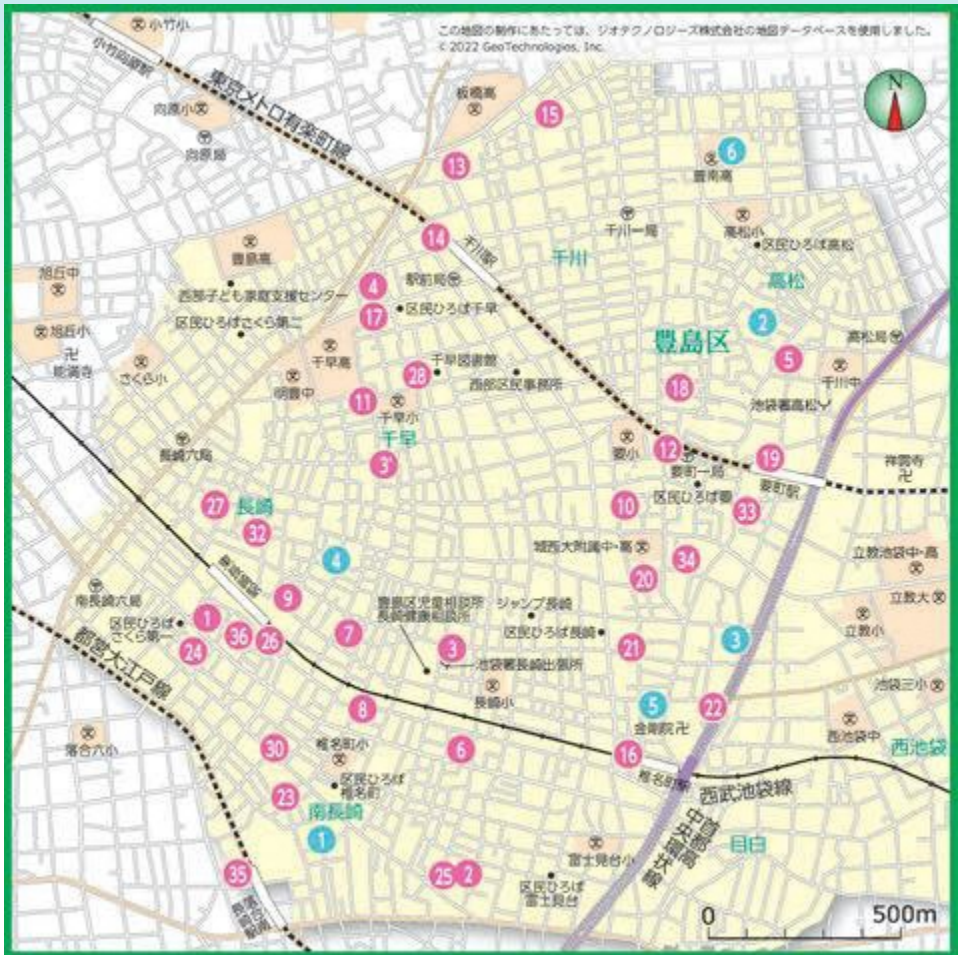 この地図の制作にあたっては、ジオテクノロジーズ株式会社の地図データベースを使用しました。
© 2022 GeoTechnologies, Inc.
小竹小
小竹向原駅
東京メトロ有楽町線
向原小
向原局
板橋高
15
13
N
6
豊南高
14
千川駅
千川一局
高松小
区民ひろば高松
千川
高松
豊島高
旭丘中
西部子ども家庭支援センター
4
駅前局
17
区民ひろば千早
区民ひろばさくら第二
旭丘小
能満寺
さくら小
千早高
明豊中
28
千早図書館
西部区民事務所
豊島区
2
高松局
5
千川中
18
池袋署高松
11
千早小
千早
長崎六局
3
要小
12
要町一局
19
祥雲寺
要町駅
区民ひろば要
27
長崎
32
10
33
城西大附属中・高
34
立教池袋中・高
4
20
東長崎駅
南長崎六局
9
豊島区児童相談所
長崎健康相談所
ジャンプ長崎
立教大
区民ひろば
さくら第一
1
36
26
7
3
区民ひろば長崎
21
3
立教小
24
池袋署長崎出張所
都営大江戸線
長崎小
池袋三小
8
5
22
金剛院
西池袋中
落合六小
30
椎名町小
6
16
西池袋
椎名町駅
区民ひろば
椎名町
西武池袋線
23
南長崎
1
首都高
中央環状線
目白
富士見台小
35
25
2
区民ひろば
富士見台
落合南長崎駅
0
500m